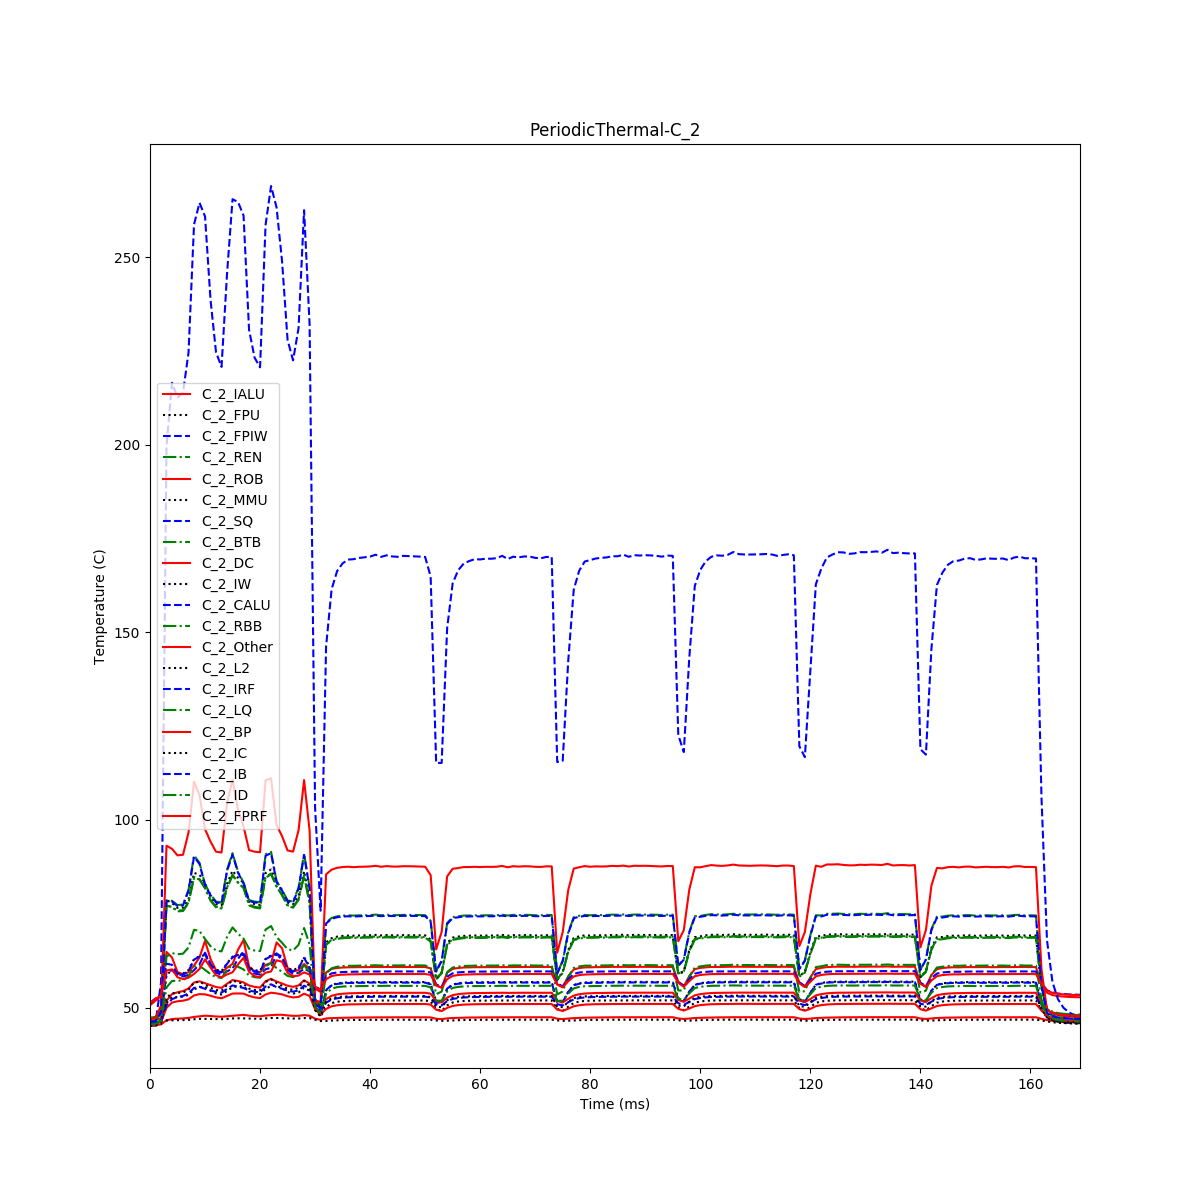 PeriodicThermal-C_2
250
200
150
100
50
Temperature (C)
C_2_IALU
C_2_FPU
C_2_FPIW
C_2_REN
C_2_ROB
C_2_MMU
C_2_SQ
C_2_BTB
C_2_DC
C_2_IW
C_2_CALU
C_2_RBB
C_2_Other
C_2_L2
C_2_IRF
C_2_LQ
C_2_BP
C_2_IC
C_2_IB
C_2_ID
C_2_FPRF
0 20 40 60 80 100 120 140 160
Time (ms)